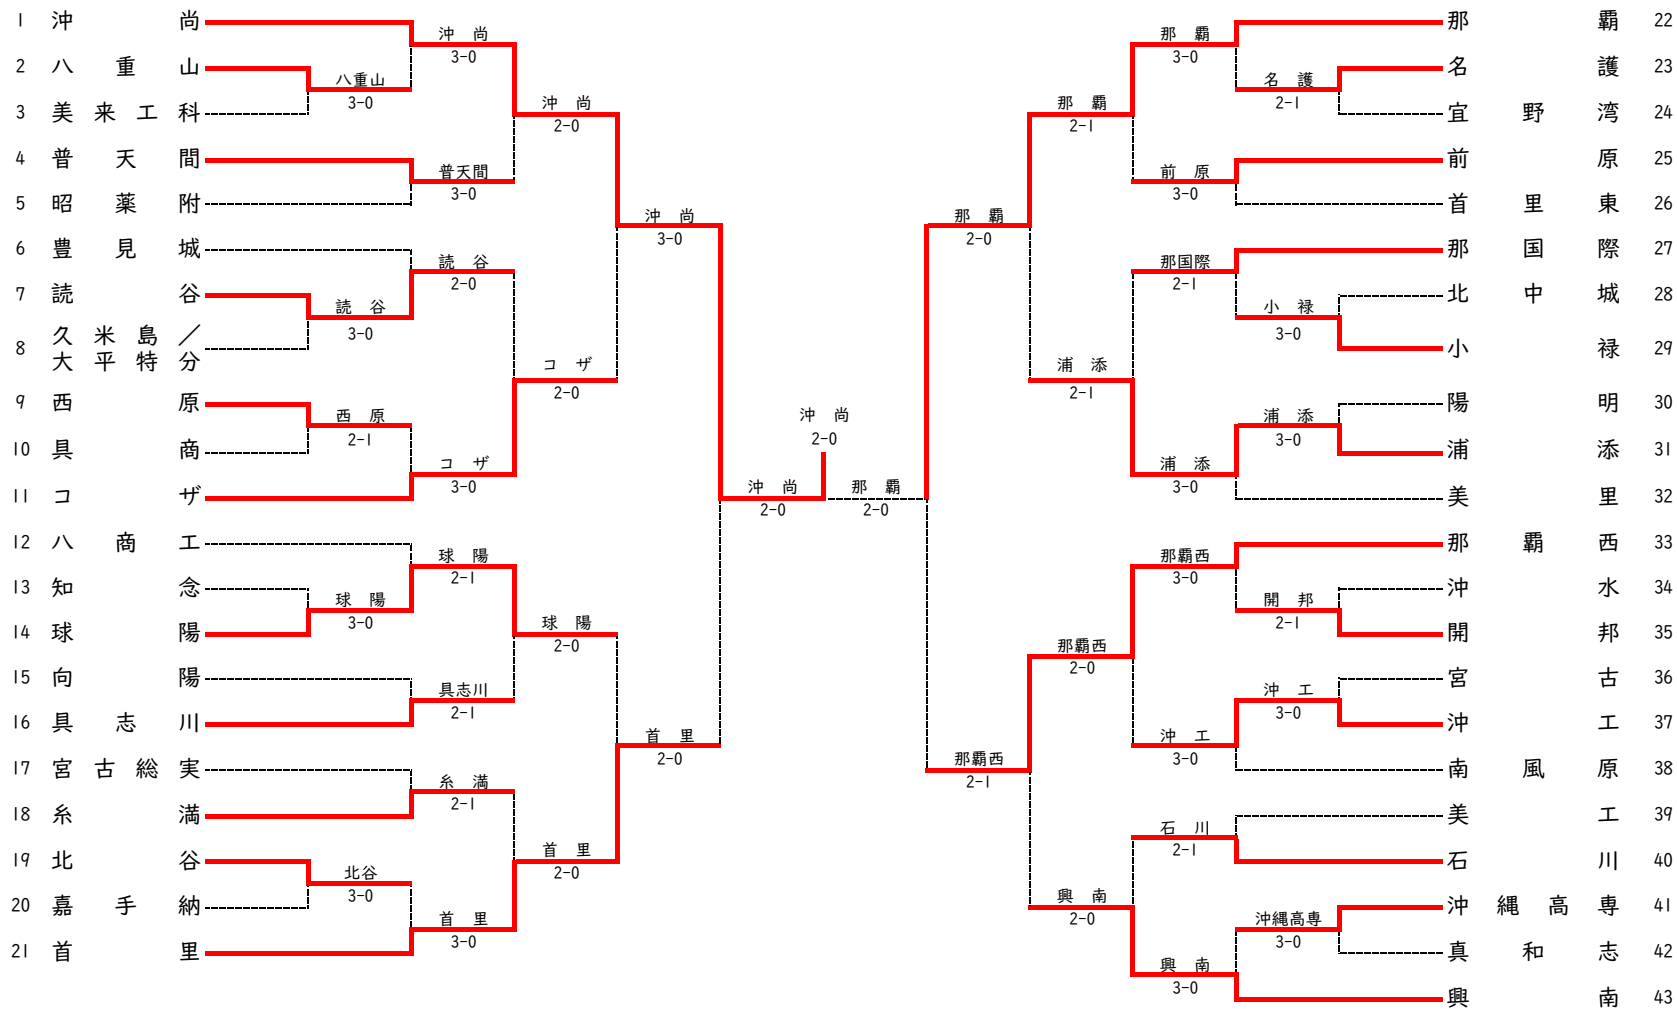 1 沖尚
2 八重山
3 美来工科
4 普天間
5 昭薬附
6 豊見城
7 読谷
8 久米島／大平特分
9 西原
10 具商
11 コザ
12 八商工
13 知念
14 球陽
15 向陽
16 具志川
17 宮古総実
18 糸満
19 北谷
20 嘉手納
21 首里
八重山
3-0
読谷
3-0
西原
2-1
球陽
3-0
北谷
3-0
沖尚
3-0
普天間
3-0
読谷
2-0
コザ
3-0
球陽
2-1
具志川
2-1
糸満
2-1
首里
3-0
沖尚
2-0
コザ
2-0
球陽
2-0
首里
2-0
沖尚
3-0
首里
2-0
沖尚
2-0
沖尚
2-0
那覇
2-0
那覇
2-0
那覇西
2-1
那覇
2-1
浦添
2-1
那覇西
2-0
興南
2-0
那覇
3-0
前原
3-0
那国際
2-1
浦添
3-0
那覇西
3-0
沖工
3-0
石川
2-1
興南
3-0
名護
2-1
小禄
3-0
浦添
3-0
開邦
2-1
沖工
3-0
沖縄高専
3-0
那覇 22
名護 23
宜野湾 24
前原 25
首里東 26
那国際 27
北中城 28
小禄 29
陽明 30
浦添 31
美里 32
那覇西 33
沖水 34
開邦 35
宮古 36
沖工 37
南風原 38
美工 39
石川 40
沖縄高専 41
真和志 42
興南 43